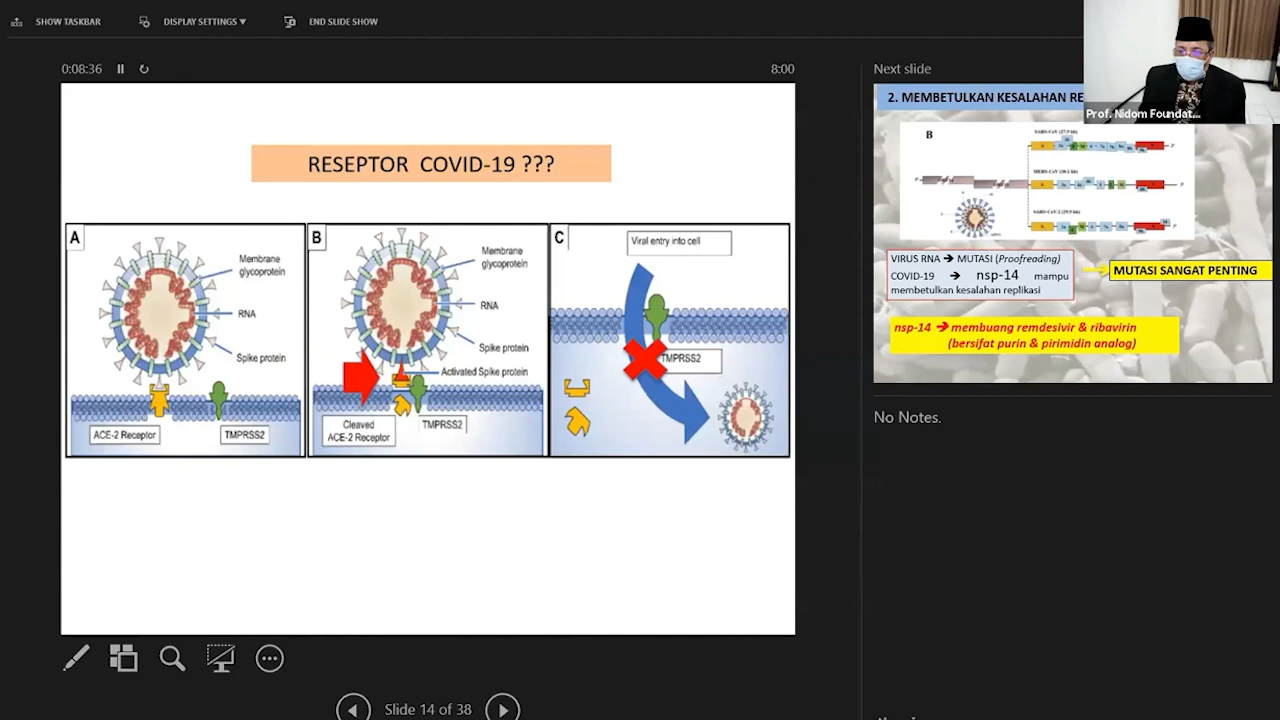 SHOW TASKBAR
DISPLAY SETTINGS ▾
END SLIDE SHOW
0:08:36
8:00
RESEPTOR COVID-19 ???
A
Membrane
glycoprotein
RNA
Spike protein
ACE-2 Receptor
TMPRSS2
B
Membrane
glycoprotein
RNA
Spike protein
Activated Spike protein
Cleaved
ACE-2 Receptor
TMPRSS2
C
Viral entry into cell
TMPRSS2
Slide 14 of 38
Next slide
Prof. Nidom Foundat...
2. MEMBETULKAN KESALAHAN RE
B
VIRUS RNA → MUTASI (Proofreading)
COVID-19 → nsp-14 mampu
membetulkan kesalahan replikasi
MUTASI SANGAT PENTING
nsp-14 → membuang remdesivir & ribavirin
(bersifat purin & pirimidin analog)
No Notes.